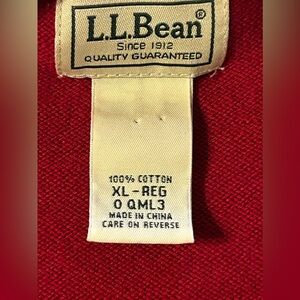 L.L.Bean®
Since 1912
QUALITY GUARANTEED
100% COTTON
XL-REG
0 QML3
MADE IN CHINA
CARE ON REVERSE